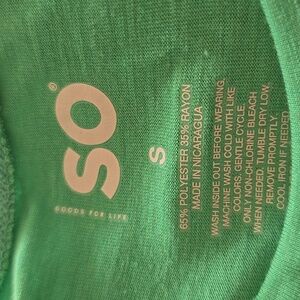 SO®
GOODS FOR LIFE
S
65% POLYESTER 35% RAYON
MADE IN NICARAGUA
WASH INSIDE OUT BEFORE WEARING.
MACHINE WASH COLD WITH LIKE
COLORS. GENTLE CYCLE.
ONLY NON-CHLORINE BLEACH
WHEN NEEDED. TUMBLE DRY LOW.
REMOVE PROMPTLY.
COOL IRON IF NEEDED.